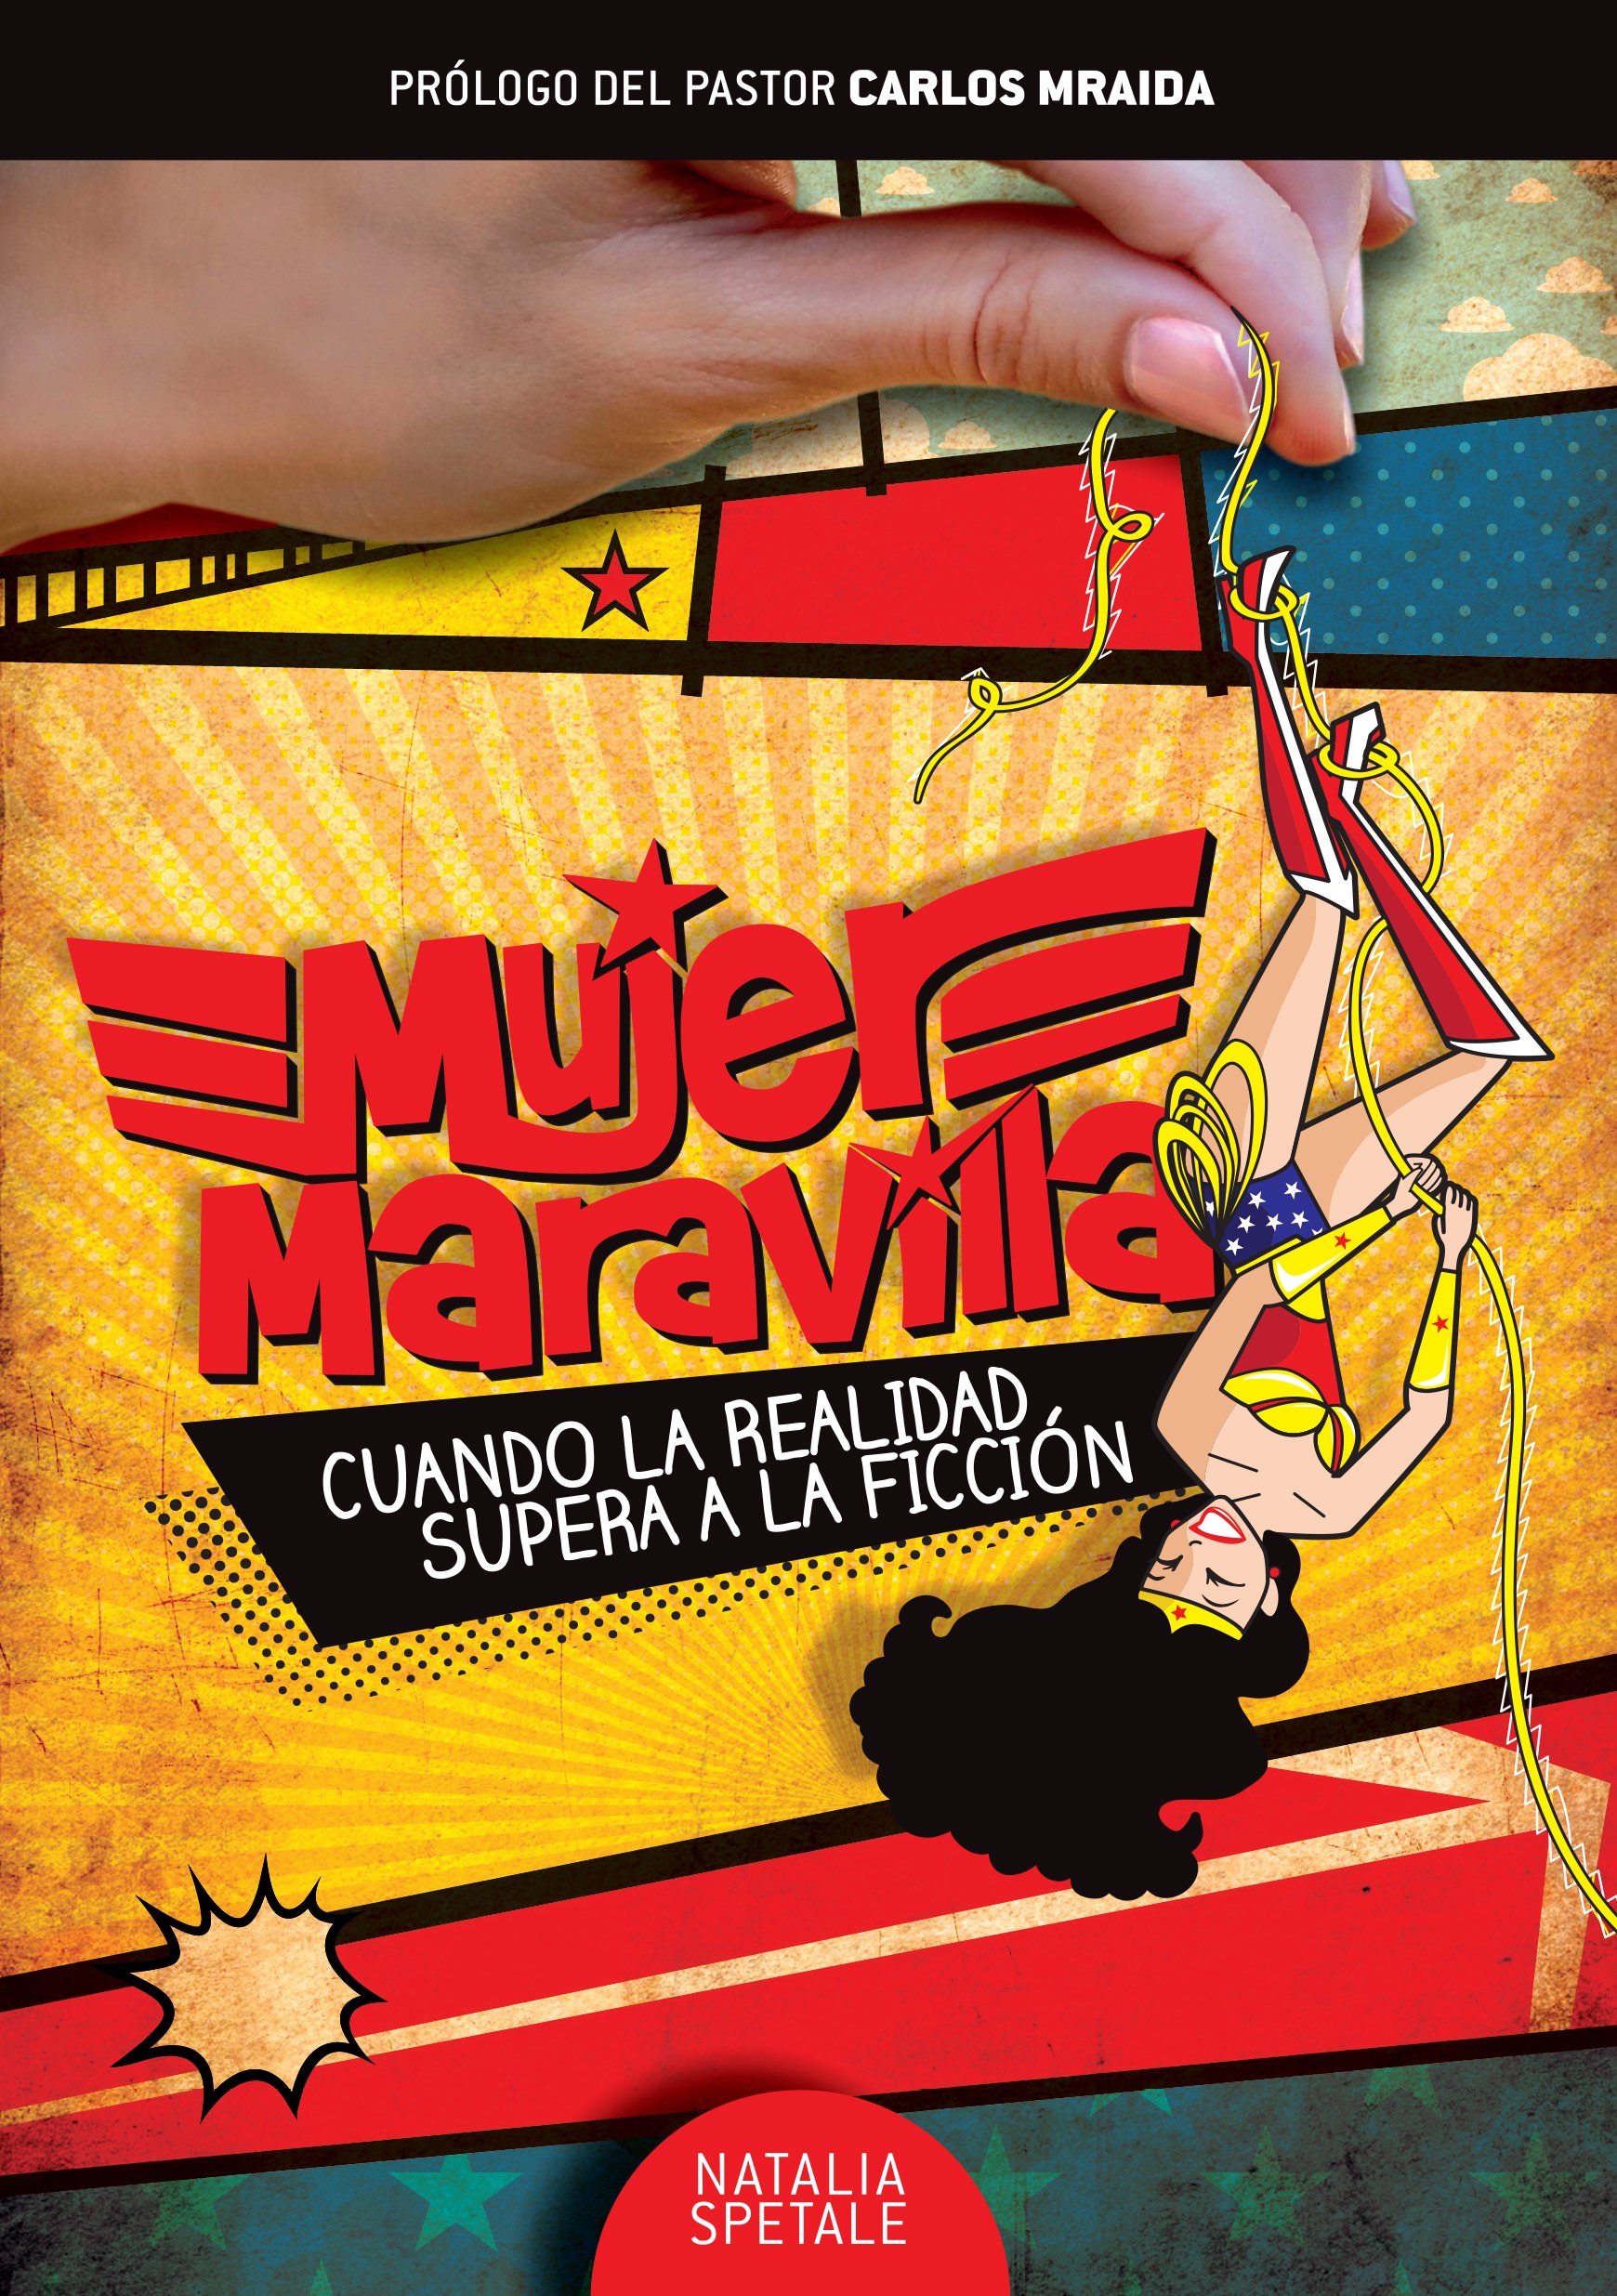 PRÓLOGO DEL PASTOR CARLOS MRAIDA
Mujer
Maravilla
CUANDO LA REALIDAD
SUPERA A LA FICCIÓN
NATALIA
SPETALE